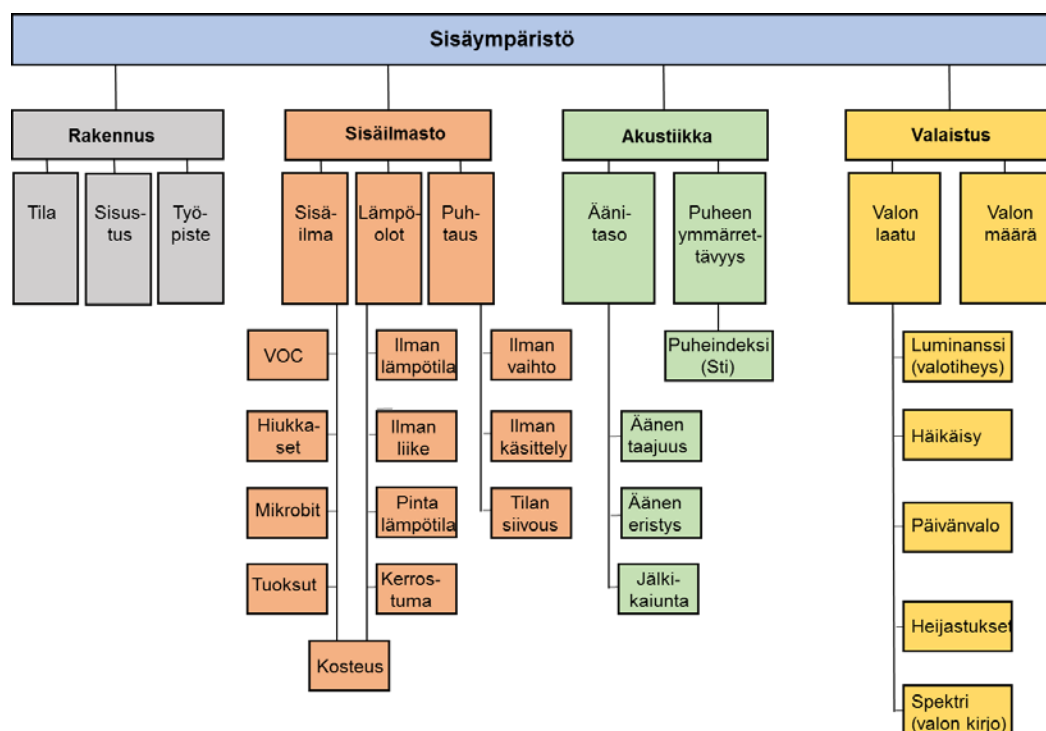 Sisäympäristö
Rakennus
Tila
Sisus-
tus
Työ-
piste
Sisäilmasto
Sisä-
ilma
Lämpö-
olot
Puh-
taus
VOC
Hiukka-
set
Mikrobit
Tuoksut
Ilman
lämpötila
Ilman
liike
Pinta
lämpötila
Kerros-
tuma
Kosteus
Ilman
vaihto
Ilman
käsittely
Tilan
siivous
Akustiikka
Ääni-
taso
Puheen
ymmärret-
tävyys
Puheindeksi
(Sti)
Äänen
taajuus
Äänen
eristys
Jälki-
kaiunta
Valaistus
Valon
laatu
Valon
määrä
Luminanssi
(valotiheys)
Häikäisy
Päivänvalo
Heijastukset
Spektri
(valon kirjo)